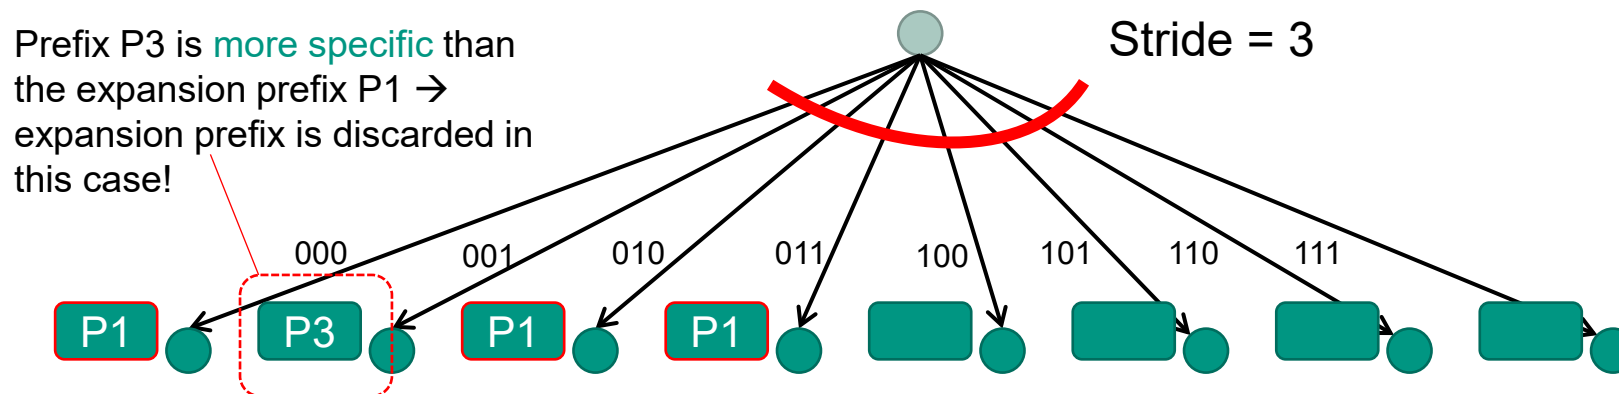 Prefix P3 is more specific than
the expansion prefix P1 →
expansion prefix is discarded in
this case!
Stride = 3
000 001 010 011 100 101 110 111
P1 P3 P1 P1